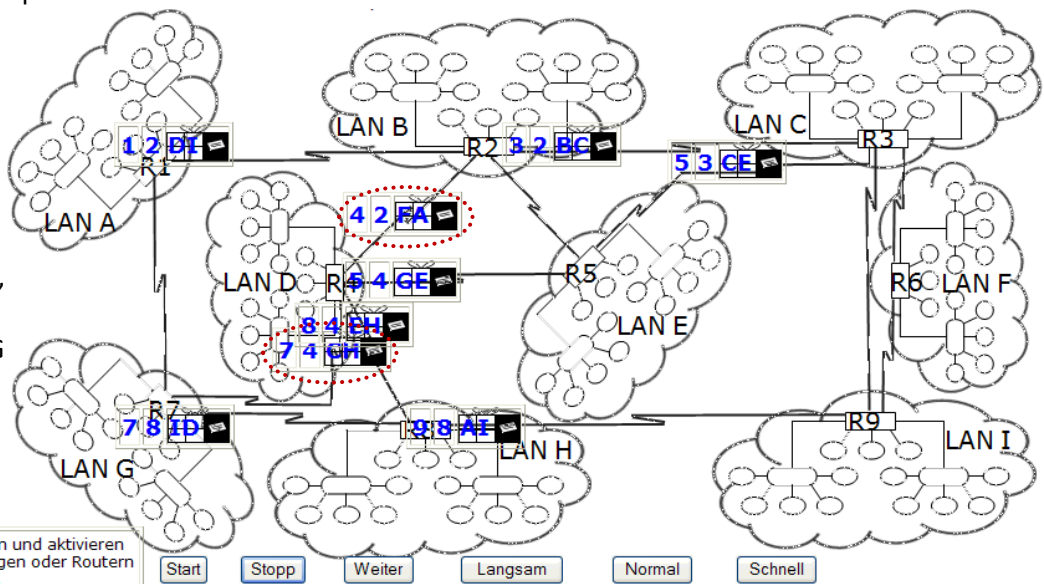 LAN A
LAN B
LAN C
LAN D
LAN E
LAN F
LAN G
LAN H
LAN I
R1
R2
R3
R4
R5
R6
R7
R9
1 2 DI
3 2 BC
5 3 CE
4 2 FA
5 4 GE
8 4 EH
7 4 CH
7 8 ID
9 8 AI
G
n und aktivieren
gen oder Routern
Start
Stopp
Weiter
Langsam
Normal
Schnell